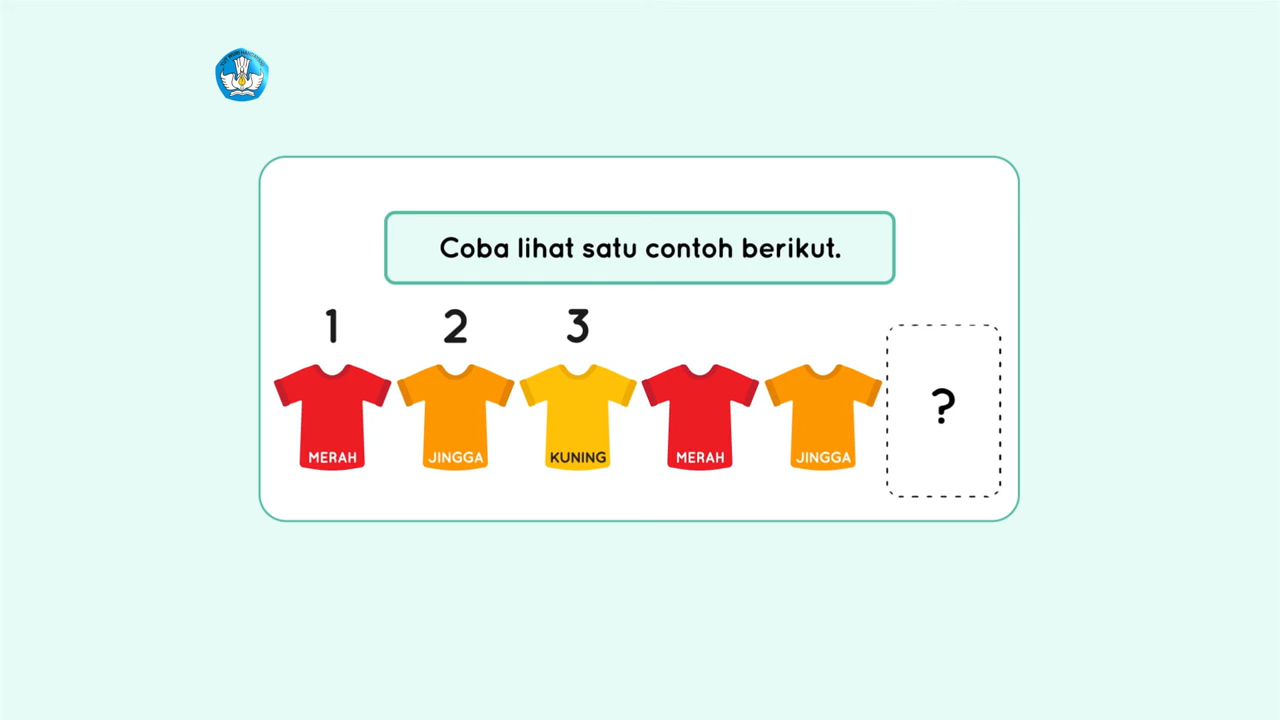 Coba lihat satu contoh berikut.
1 2 3
MERAH JINGGA KUNING MERAH JINGGA ?